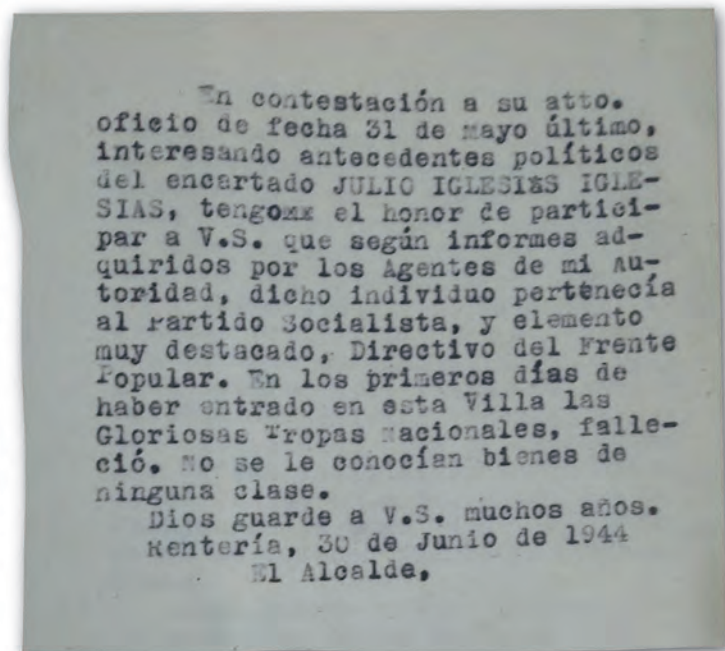 En contestación a su atto.
oficio de fecha 31 de mayo último,
interesando antecedentes políticos
del encartado JULIO IGLESIES IGLE-
SIAS, tengomx el honor de partici-
par a V.S. que según informes ad-
quiridos por los Agentes de mi Au-
toridad, dicho individuo pertenecía
al Partido Socialista, y elemento
muy destacado, Directivo del Frente
Popular. En los primeros días de
haber entrado en esta Villa las
Gloriosas Tropas Nacionales, falle-
ció. No se le conocían bienes de
ninguna clase.
Dios guarde a V.S. muchos años.
Rentería, 30 de Junio de 1944
El Alcalde,